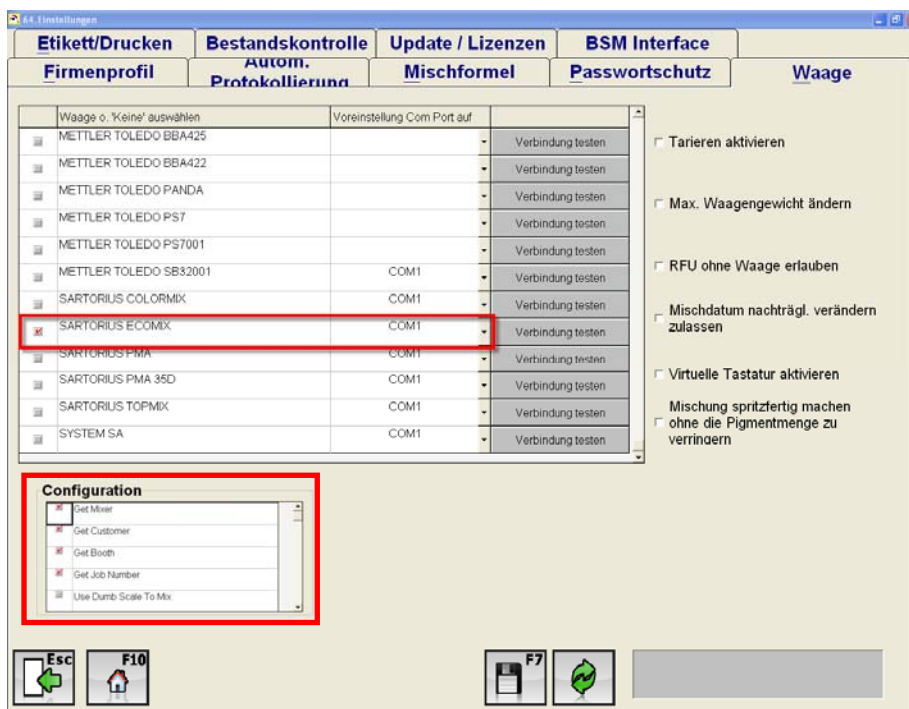 64. Einstellungen
Etikett/Drucken Bestandskontrolle Update / Lizenzen BSM Interface
Firmenprofil Autom. Protokollierung Mischformel Passwortschutz Waage
Waage o. 'Keine' auswählen Voreinstellung Com Port auf
METTLER TOLEDO BBA425 Verbindung testen
METTLER TOLEDO BBA422 Verbindung testen
METTLER TOLEDO PANDA Verbindung testen
METTLER TOLEDO PS7 Verbindung testen
METTLER TOLEDO PS7001 Verbindung testen
METTLER TOLEDO SB32001 COM1 Verbindung testen
SARTORIUS COLORMIX COM1 Verbindung testen
SARTORIUS ECOMIX COM1 Verbindung testen
SARTORIUS PMA COM1 Verbindung testen
SARTORIUS PMA 35D COM1 Verbindung testen
SARTORIUS TOPMIX COM1 Verbindung testen
SYSTEM SA COM1 Verbindung testen
Tarieren aktivieren
Max. Waagengewicht ändern
RFU ohne Waage erlauben
Mischdatum nachträgl. verändern
zulassen
Virtuelle Tastatur aktivieren
Mischung spritzfertig machen
ohne die Pigmentmenge zu
verringern
Configuration
Get Mixer
Get Customer
Get Booth
Get Job Number
Use Dumb Scale To Mix
Esc F10 F7